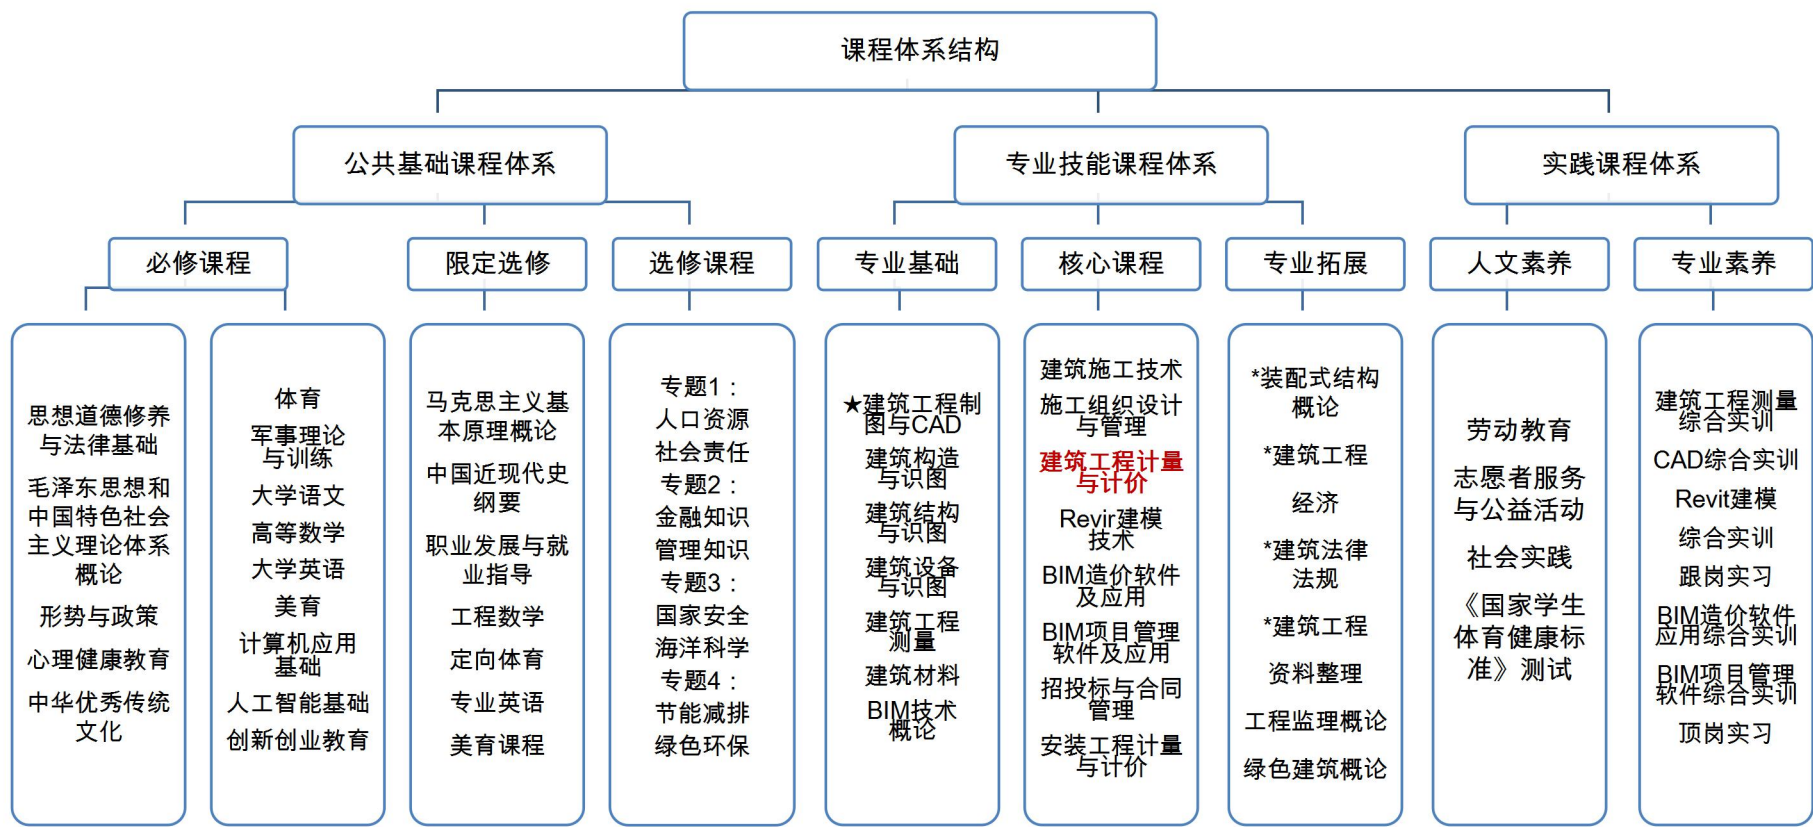 课程体系结构
公共基础课程体系
专业技能课程体系
实践课程体系
必修课程
限定选修
选修课程
专业基础
核心课程
专业拓展
人文素养
专业素养
思想道德修养
与法律基础
毛泽东思想和
中国特色社会
主义理论体系
概论
形势与政策
心理健康教育
中华优秀传统
文化
体育
军事理论
与训练
大学语文
高等数学
大学英语
美育
计算机应用
基础
人工智能基础
创新创业教育
马克思主义基
本原理概论
中国近现代史
纲要
职业发展与就
业指导
工程数学
定向体育
专业英语
美育课程
专题1：
人口资源
社会责任
专题2：
金融知识
管理知识
专题3：
国家安全
海洋科学
专题4：
节能减排
绿色环保
★建筑工程制
图与CAD
建筑构造
与识图
建筑结构
与识图
建筑设备
与识图
建筑工程
测量
建筑材料
BIM技术
概论
建筑施工技术
施工组织设计
与管理
建筑工程计量
与计价
Revir建模
技术
BIM造价软件
及应用
BIM项目管理
软件及应用
招投标与合同
管理
安装工程计量
与计价
*装配式结构
概论
*建筑工程
经济
*建筑法律
法规
*建筑工程
资料整理
工程监理概论
绿色建筑概论
劳动教育
志愿者服务
与公益活动
社会实践
《国家学生
体育健康标
准》测试
建筑工程测量
综合实训
CAD综合实训
Revit建模
综合实训
跟岗实习
BIM造价软件
应用综合实训
BIM项目管理
软件综合实训
顶岗实习